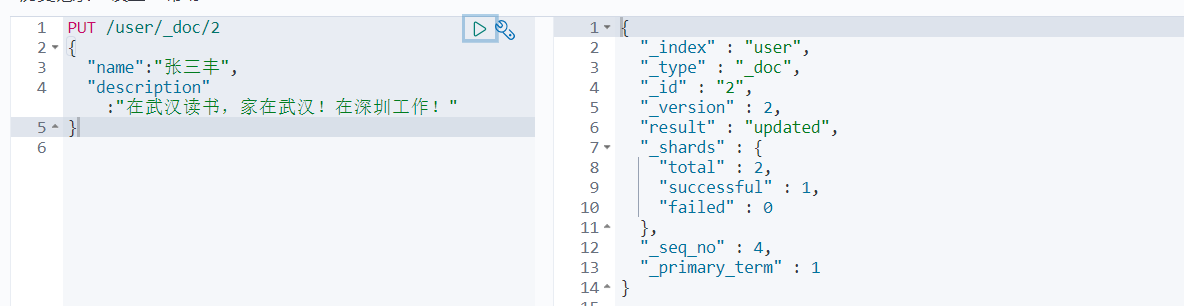 1 PUT /user/_doc/2
2 {
3 "name":"张三丰",
4 "description"
:"在武汉读书，家在武汉！在深圳工作！"
5 }
6
1 {
2 "_index" : "user",
3 "_type" : "_doc",
4 "_id" : "2",
5 "_version" : 2,
6 "result" : "updated",
7 "_shards" : {
8 "total" : 2,
9 "successful" : 1,
10 "failed" : 0
11 },
12 "_seq_no" : 4,
13 "_primary_term" : 1
14 }